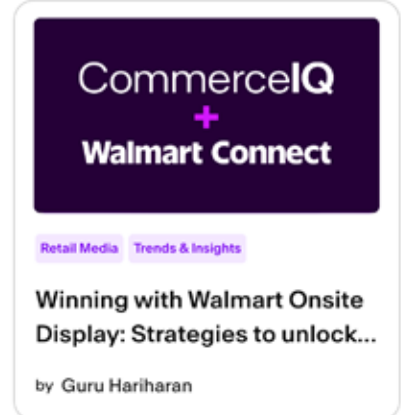 CommerceIQ
+
Walmart Connect
Retail Media Trends & Insights
Winning with Walmart Onsite
Display: Strategies to unlock...
by Guru Hariharan